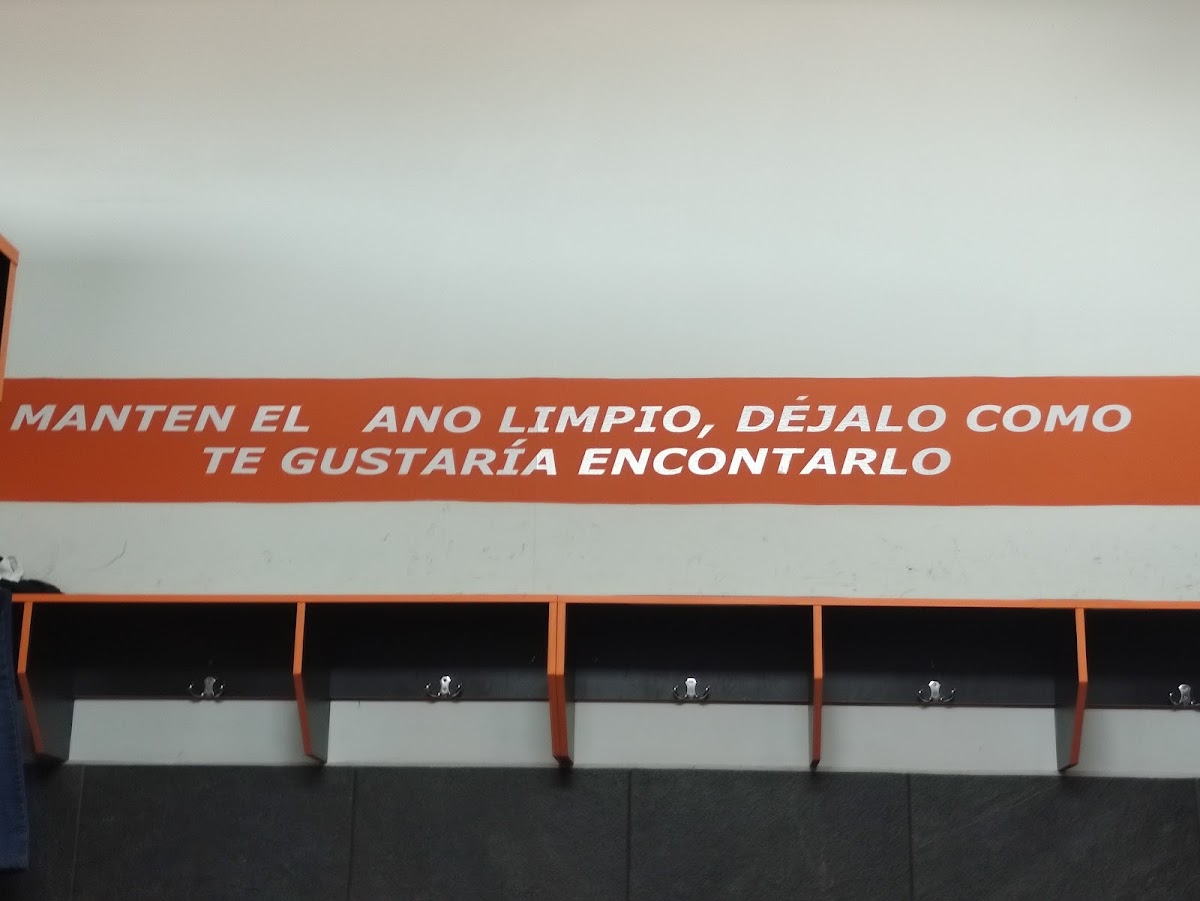 MANTEN EL ANO LIMPIO, DÉJALO COMO
TE GUSTARÍA ENCONTARLO